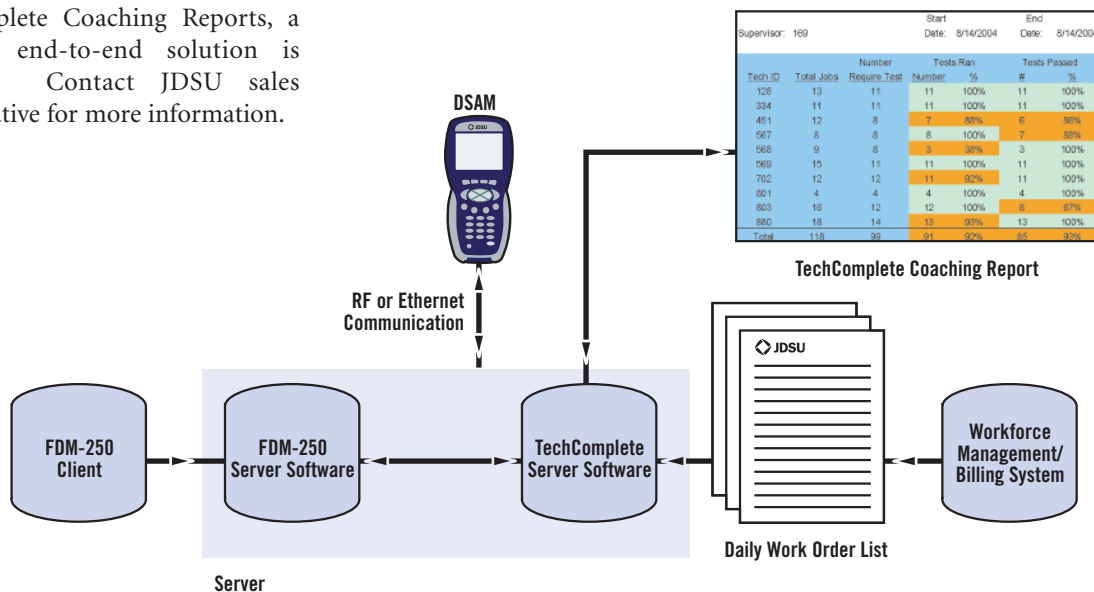 plete Coaching Reports, a
end-to-end solution is
Contact JDSU sales
ative for more information.
DSAM
JDSU
RF or Ethernet
Communication
Start End
Supervisor: 169 Date: 8/14/2004 Date: 8/14/2004
Number Tests Ran Tests Passed
Tech ID Total Jobs Require Test Number % # %
128 13 11 11 100% 11 100%
334 11 11 11 100% 11 100%
451 12 8 7 88% 6 86%
567 8 8 8 100% 7 88%
568 9 8 3 38% 3 100%
569 15 11 11 100% 11 100%
702 12 12 11 92% 11 100%
801 4 4 4 100% 4 100%
803 16 12 12 100% 8 67%
880 18 14 13 93% 13 100%
Total 118 99 91 92% 85 93%
TechComplete Coaching Report
JDSU
FDM-250
Client
FDM-250
Server Software
TechComplete
Server Software
Workforce
Management/
Billing System
Daily Work Order List
Server